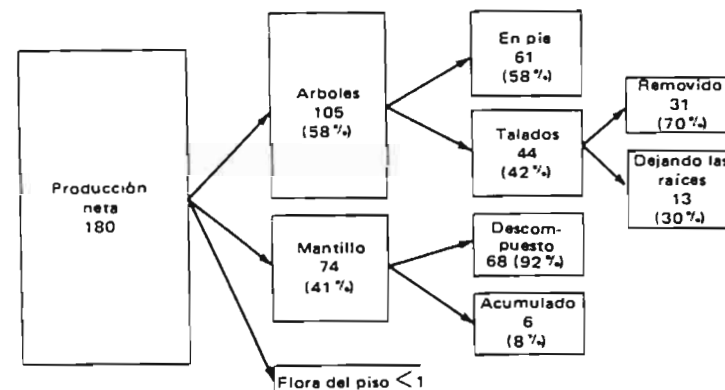 Producción
neta
180
Arboles
105
(58%)
Mantillo
74
(41%)
Flora del piso <1
En pie
61
(58%)
Talados
44
(42%)
Descom-
puesto
68 (92%)
Acumulado
6
(8%)
Removido
31
(70%)
Dejando las
raíces
13
(30%)